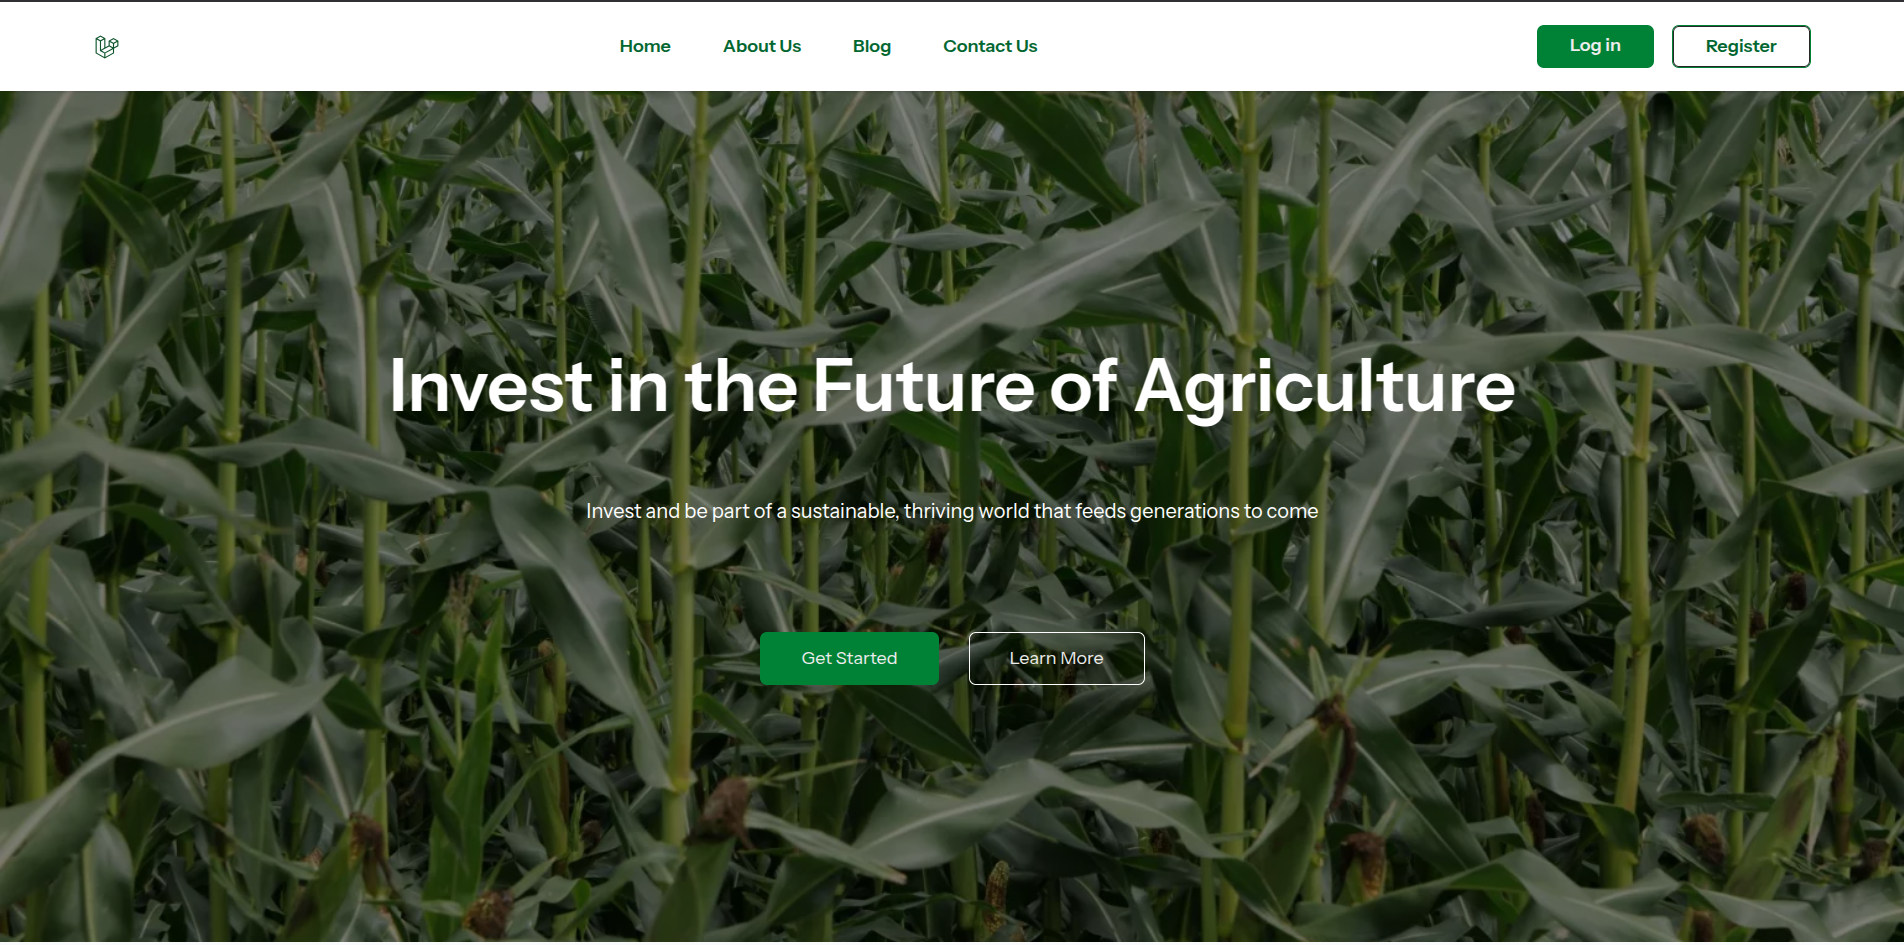 Home About Us Blog Contact Us Log in Register
Invest in the Future of Agriculture
Invest and be part of a sustainable, thriving world that feeds generations to come
Get Started Learn More